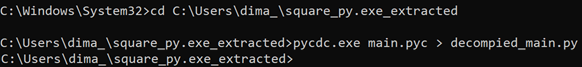 C:\Windows\System32>cd C:\Users\dima_\square_py.exe_extracted
C:\Users\dima_\square_py.exe_extracted>pycdc.exe main.pyc > decompied_main.py
C:\Users\dima_\square_py.exe_extracted>